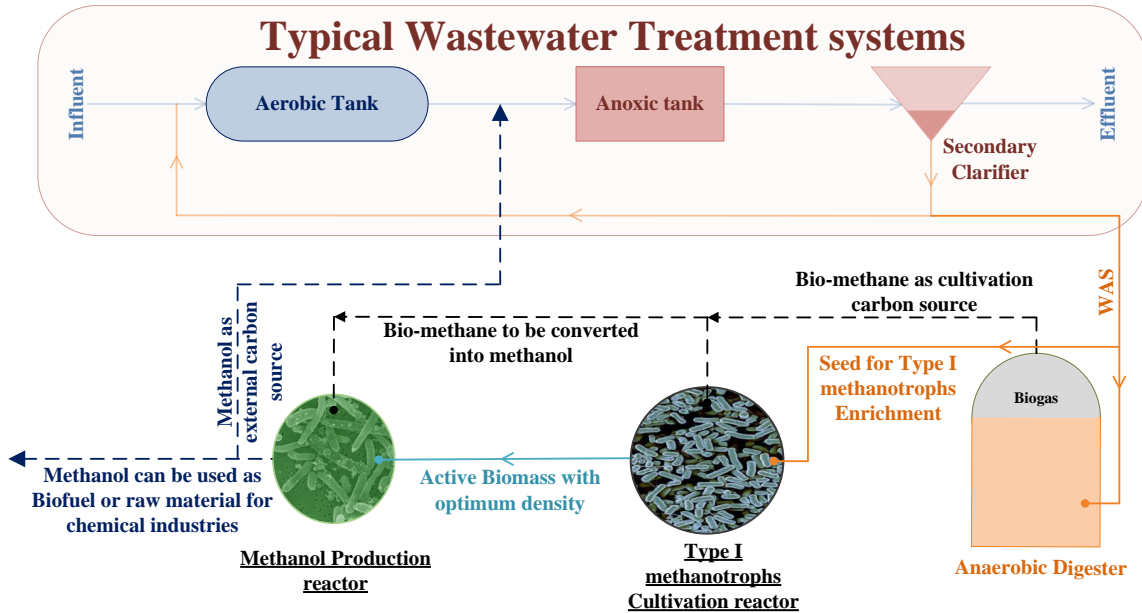 Typical Wastewater Treatment systems
Influent
Aerobic Tank
Anoxic tank
Effluent
Secondary
Clarifier
WAS
Bio-methane as cultivation
carbon source
Bio-methane to be converted
into methanol
Methanol as
external carbon
source
Seed for Type I
methanotrophs
Enrichment
Biogas
Methanol can be used as
Biofuel or raw material for
chemical industries
Active Biomass with
optimum density
Methanol Production
reactor
Type I
methanotrophs
Cultivation reactor
Anaerobic Digester